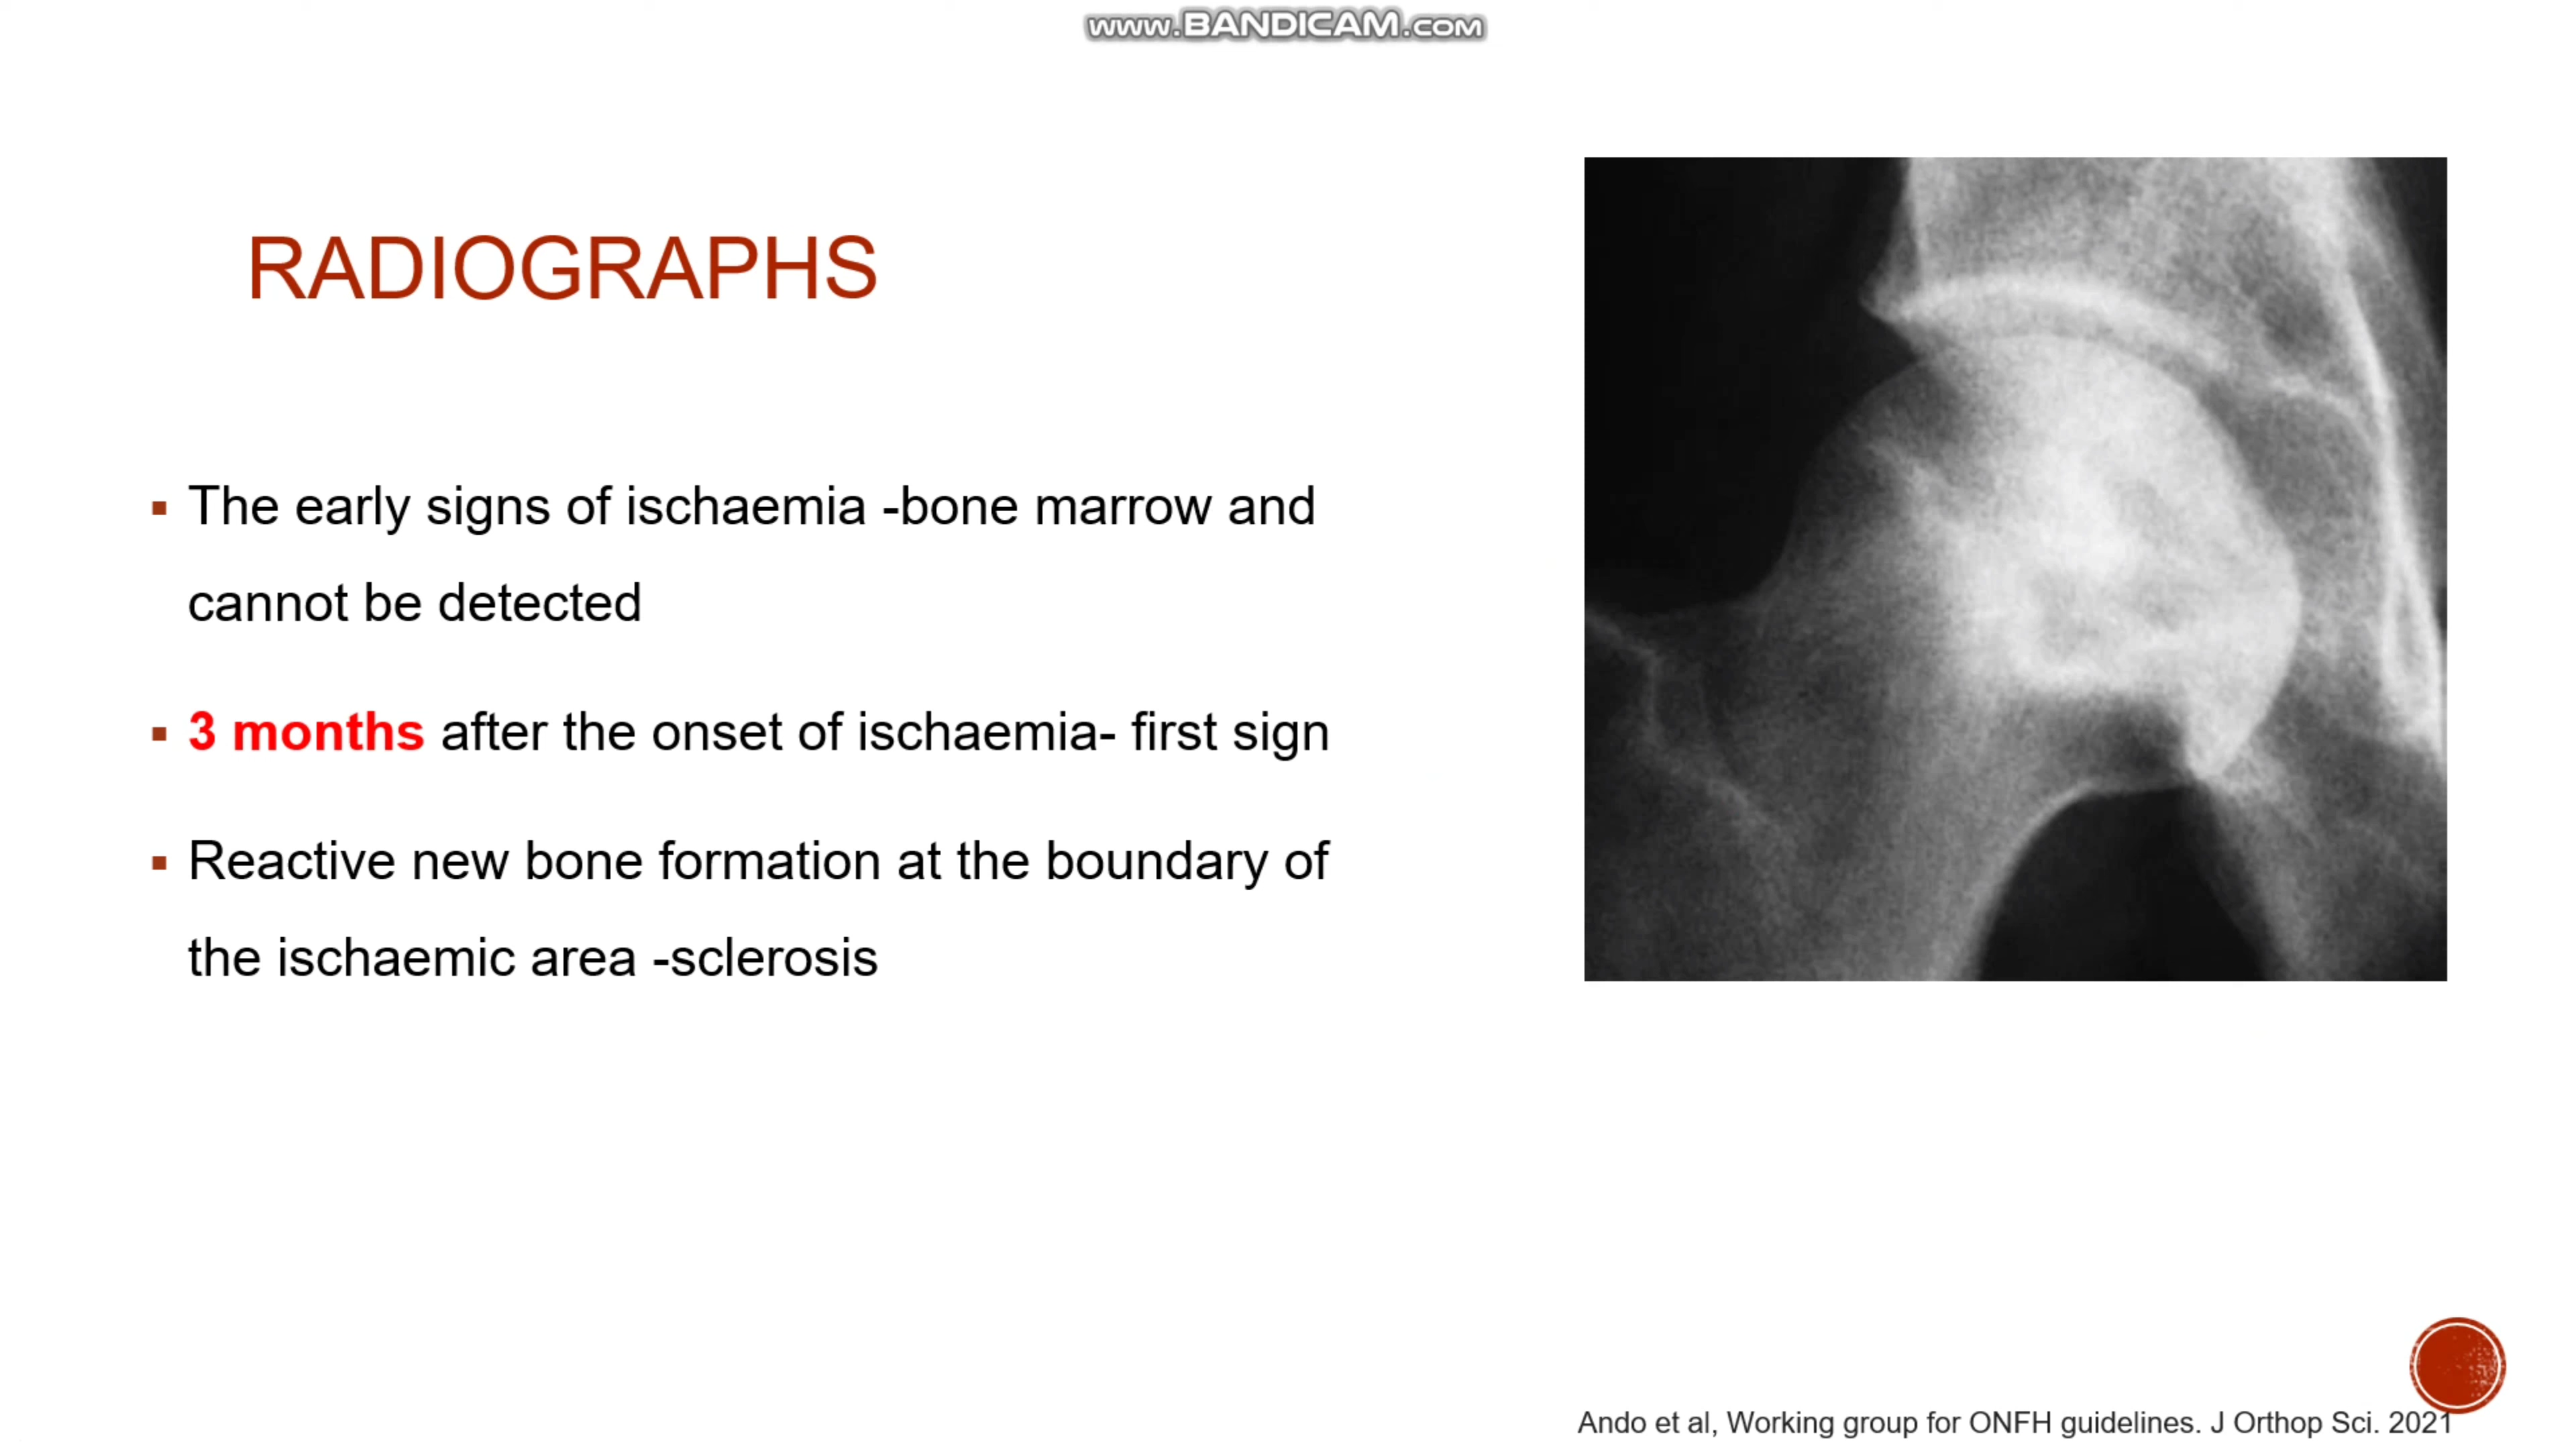 www.BANDICAM.COM
RADIOGRAPHS
▪ The early signs of ischaemia -bone marrow and
cannot be detected
▪ 3 months after the onset of ischaemia- first sign
▪ Reactive new bone formation at the boundary of
the ischaemic area -sclerosis
Ando et al, Working group for ONFH guidelines. J Orthop Sci. 2021